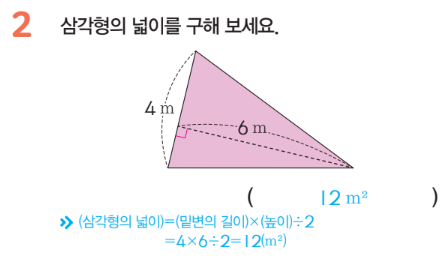 2 삼각형의 넓이를 구해 보세요.
4 m
6 m
( 12 m² )
(삼각형의 넓이)=(밑변의 길이)×(높이)÷2
=4×6÷2=12(m²)